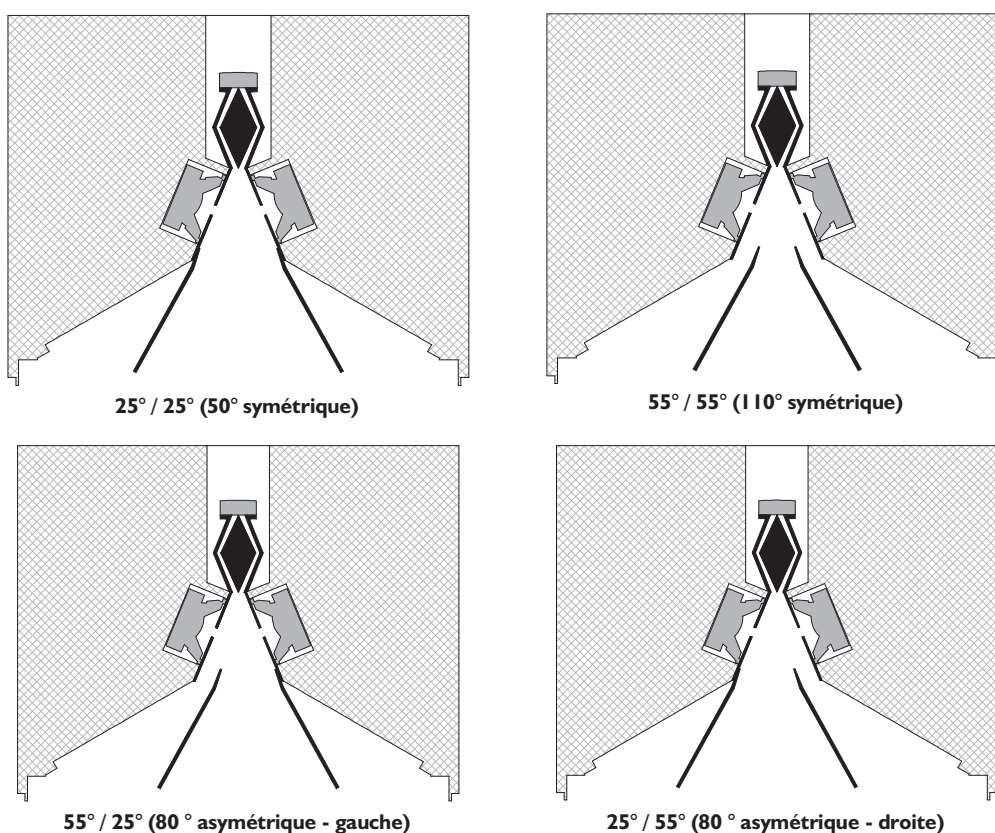 25° / 25° (50° symétrique)
55° / 55° (110° symétrique)
55° / 25° (80 ° asymétrique - gauche)
25° / 55° (80 ° asymétrique - droite)